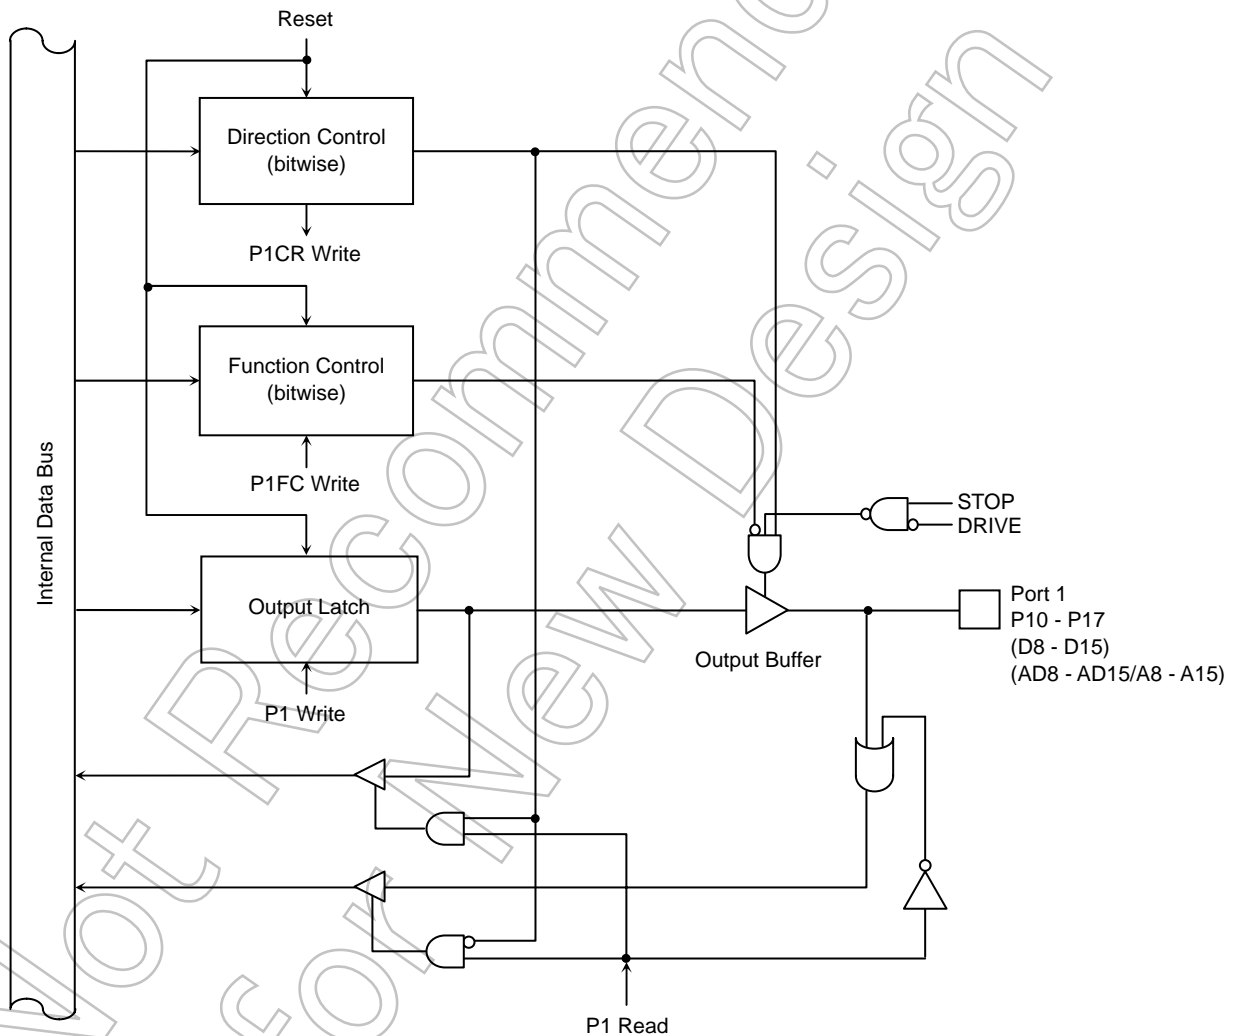 Reset
Direction Control
(bitwise)
P1CR Write
Function Control
(bitwise)
P1FC Write
Internal Data Bus
STOP
DRIVE
Output Latch
Output Buffer
Port 1
P10 - P17
(D8 - D15)
(AD8 - AD15/A8 - A15)
P1 Write
P1 Read
Not Recommend
for New Design